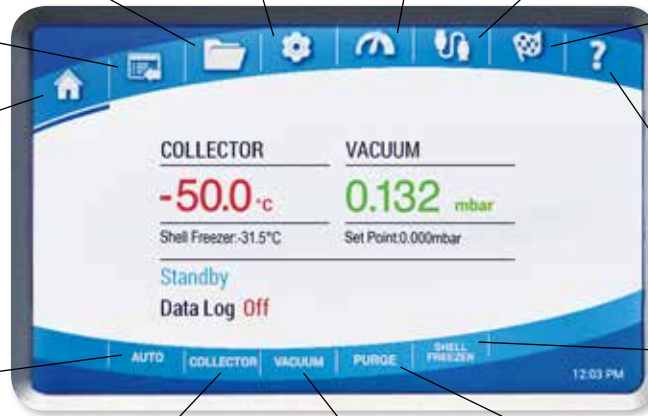 ?
COLLECTOR VACUUM
-50.0 °C 0.132 mbar
Shell Freezer:-31.5°C Set Point:0.000mbar
Standby
Data Log Off
AUTO COLLECTOR VACUUM PURGE SHELL FREEZER
12:03 PM